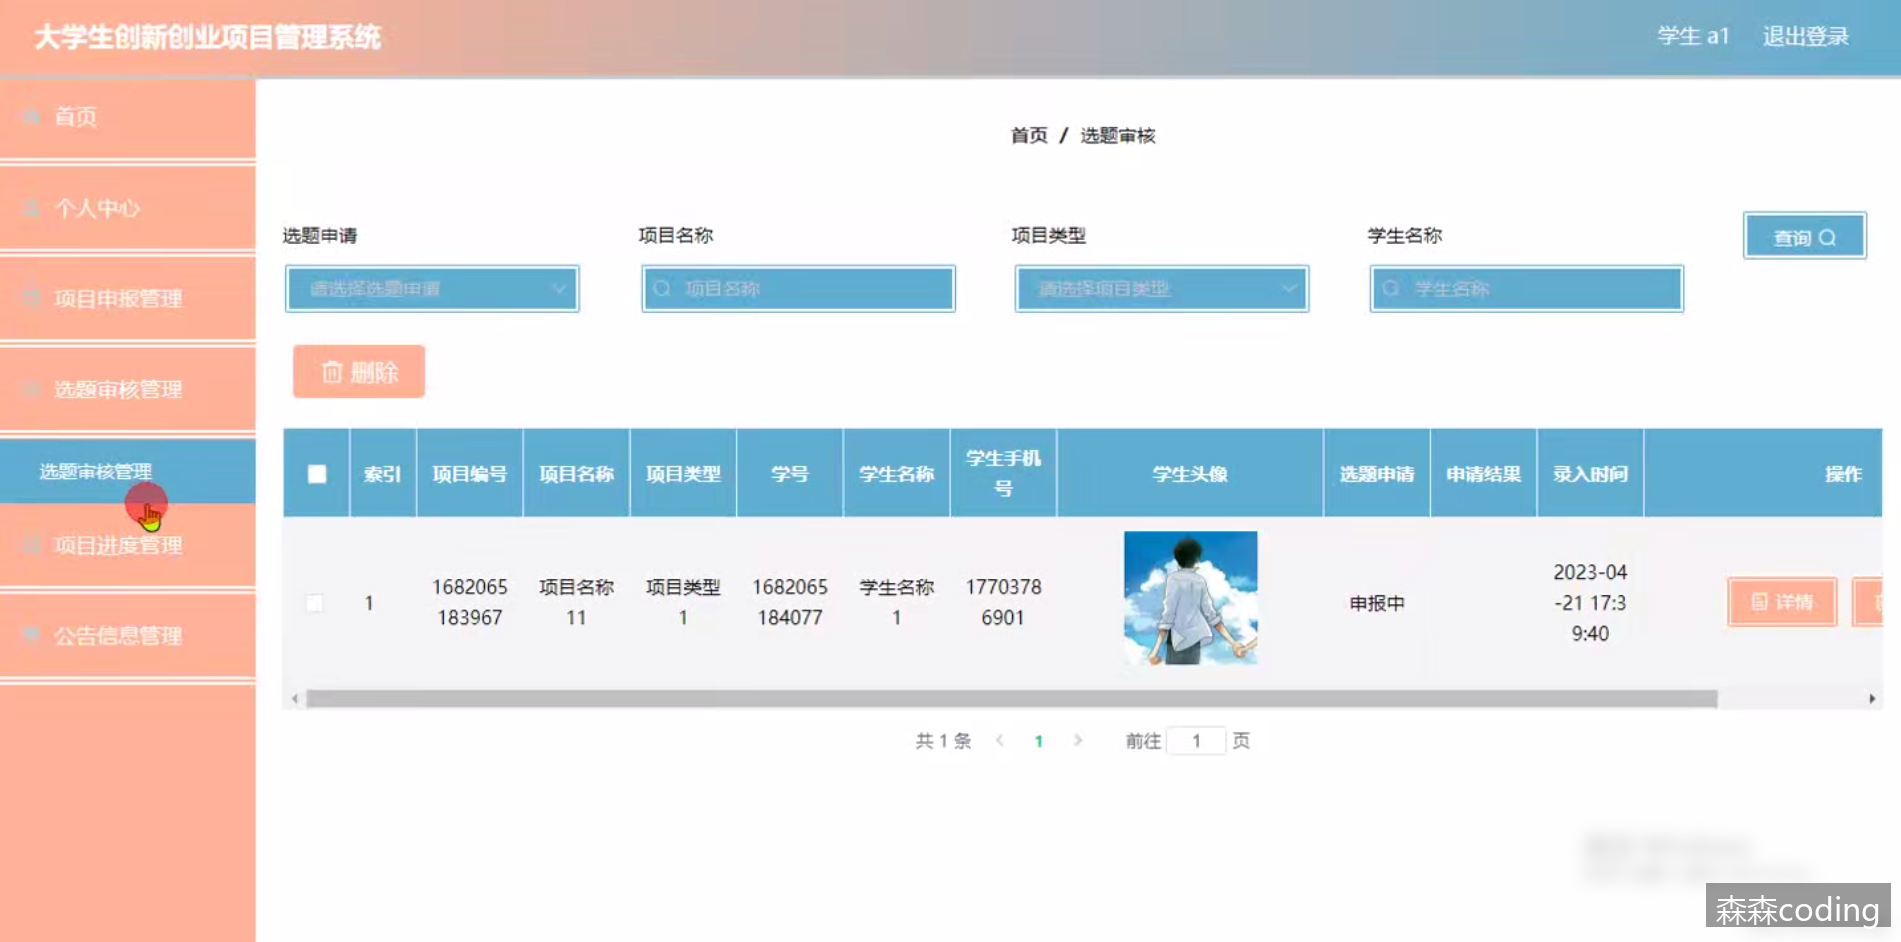 大学生创新创业项目管理系统
学生 a1 退出登录
首页
个人中心
项目申报管理
选题审核管理
选题审核管理
项目进度管理
公告信息管理
首页 / 选题审核
选题申请 项目名称 项目类型 学生名称
查询
请选择选题申请 项目名称 请选择项目类型 学生名称
删除
索引 项目编号 项目名称 项目类型 学号 学生名称 学生手机号 学生头像 选题申请 申请结果 录入时间 操作
1 1682065183967 项目名称11 项目类型1 1682065184077 学生名称1 17703786901 申报中 2023-04-21 17:39:40 详情
共 1 条 1 前往 1 页
森森coding